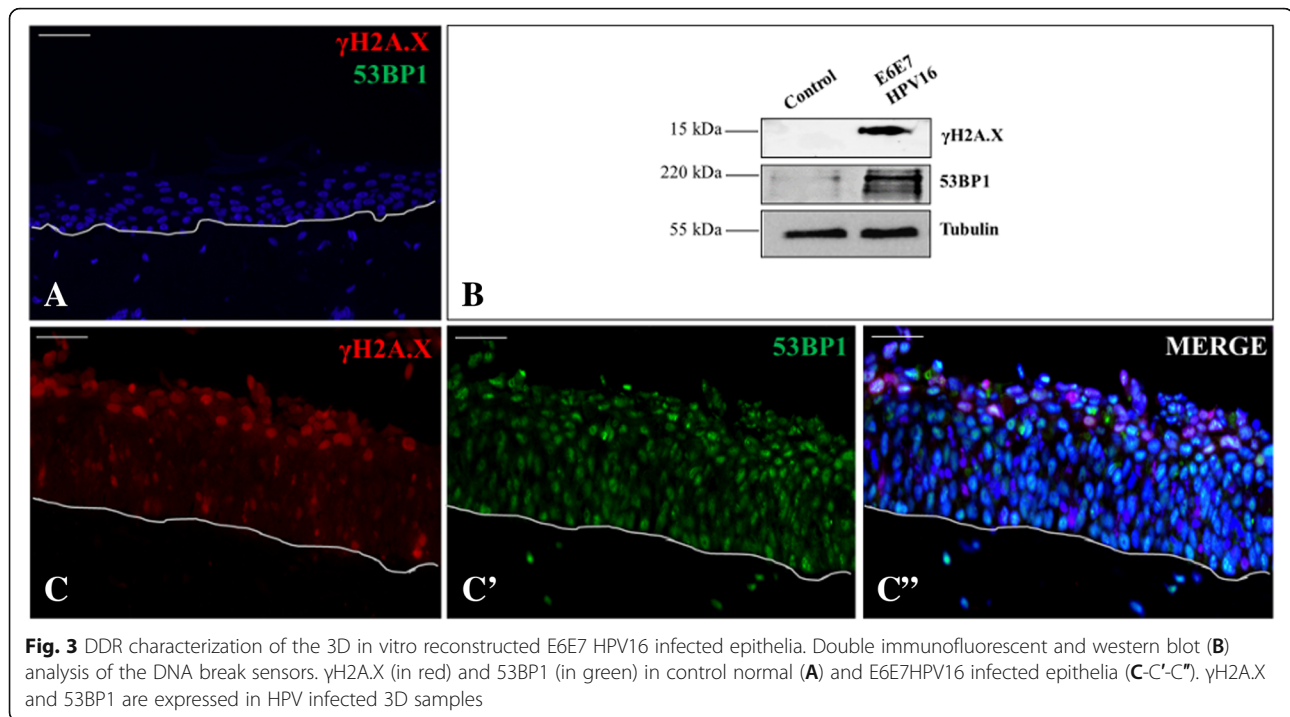 γH2A.X
53BP1
A
Control
E6E7
HPV16
15 kDa
γH2A.X
220 kDa
53BP1
55 kDa
Tubulin
B
γH2A.X
C
53BP1
C’
MERGE
C”
Fig. 3 DDR characterization of the 3D in vitro reconstructed E6E7 HPV16 infected epithelia. Double immunofluorescent and western blot (B)
analysis of the DNA break sensors. γH2A.X (in red) and 53BP1 (in green) in control normal (A) and E6E7HPV16 infected epithelia (C-C′-C″). γH2A.X
and 53BP1 are expressed in HPV infected 3D samples